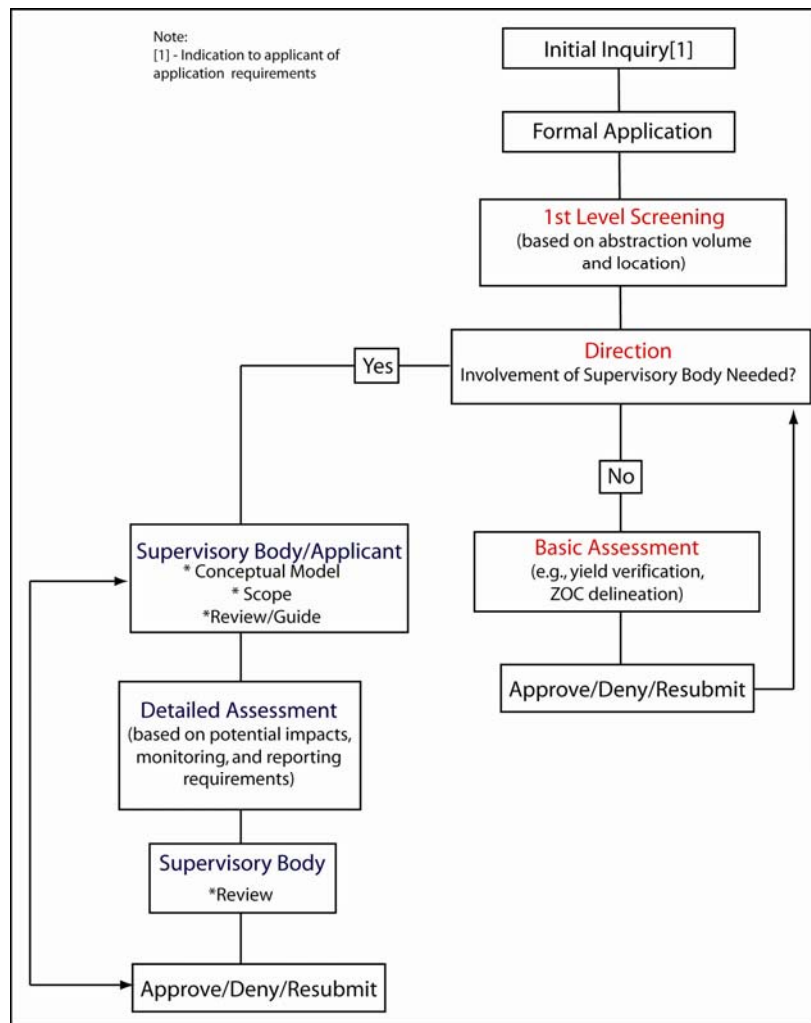 Note:
[1] - Indication to applicant of
application requirements
Initial Inquiry[1]
Formal Application
1st Level Screening
(based on abstraction volume
and location)
Direction
Involvement of Supervisory Body Needed?
Yes
No
Basic Assessment
(e.g., yield verification,
ZOC delineation)
Approve/Deny/Resubmit
Supervisory Body/Applicant
* Conceptual Model
* Scope
*Review/Guide
Detailed Assessment
(based on potential impacts,
monitoring, and reporting
requirements)
Supervisory Body
*Review
Approve/Deny/Resubmit